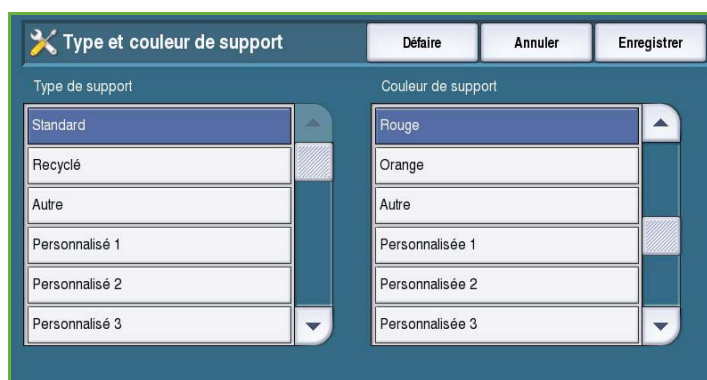 Type et couleur de support
Défaire
Annuler
Enregistrer
Type de support
Couleur de support
Standard
Recyclé
Autre
Personnalisé 1
Personnalisé 2
Personnalisé 3
Rouge
Orange
Autre
Personnalisée 1
Personnalisée 2
Personnalisée 3